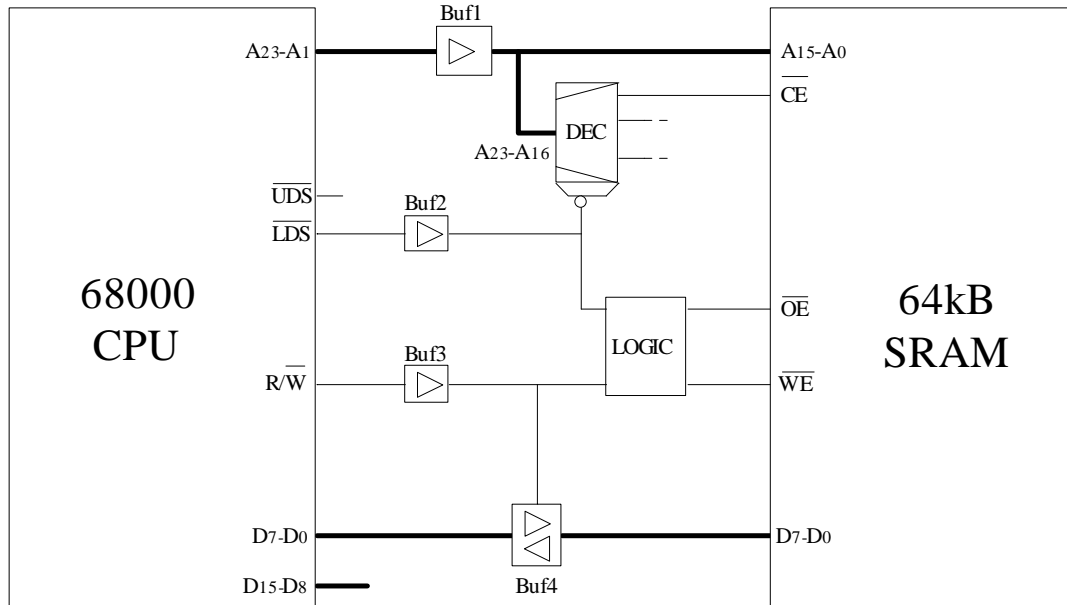 Buf1
A23-A1
A15-A0
CE
DEC
A23-A16
UDS
Buf2
LDS
68000
CPU
64kB
SRAM
OE
LOGIC
Buf3
R/W
WE
D7-D0
D7-D0
Buf4
D15-D8